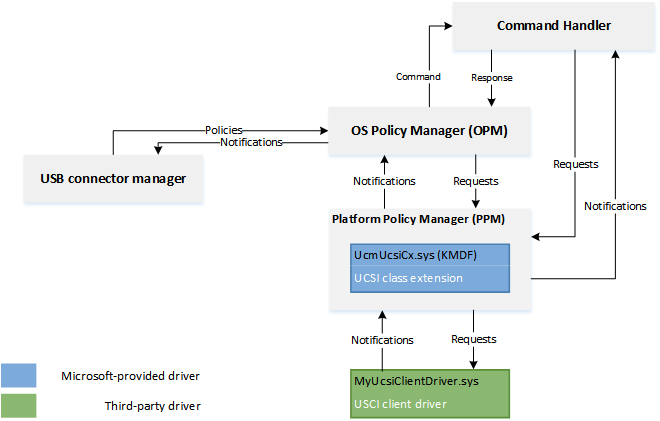 Command Handler
Command
Response
Policies
Notifications
OS Policy Manager (OPM)
USB connector manager
Notifications
Requests
Requests
Notifications
Platform Policy Manager (PPM)
UcmUcsiCx.sys (KMDF)
UCSI class extension
Notifications
Requests
MyUcsiClientDriver.sys
USCI client driver
Microsoft-provided driver
Third-party driver